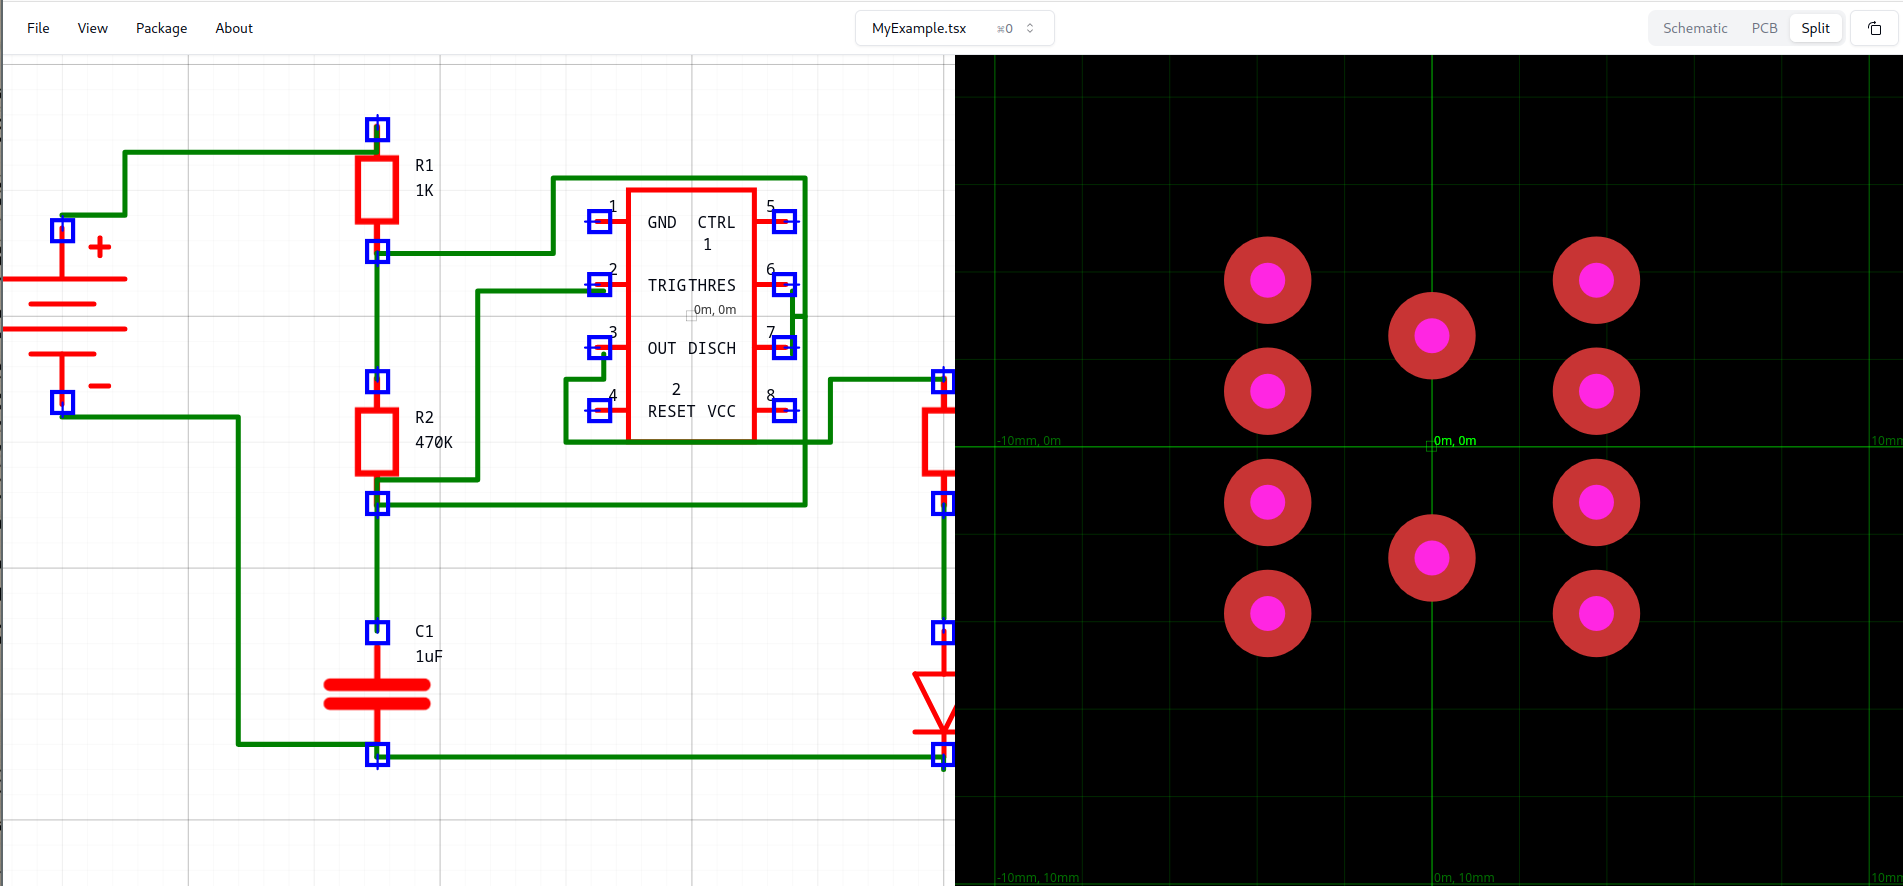 File View Package About MyExample.tsx ⌘0 Schematic PCB Split
R1
1K
+
1 5
GND CTRL
1
2 6
TRIG THRES
0m, 0m
3 7
OUT DISCH
2
4 8
RESET VCC
−
R2
470K
C1
1uF
-10mm, 0m 0m, 0m 10mm
-10mm, 10mm 0m, 10mm 10mm